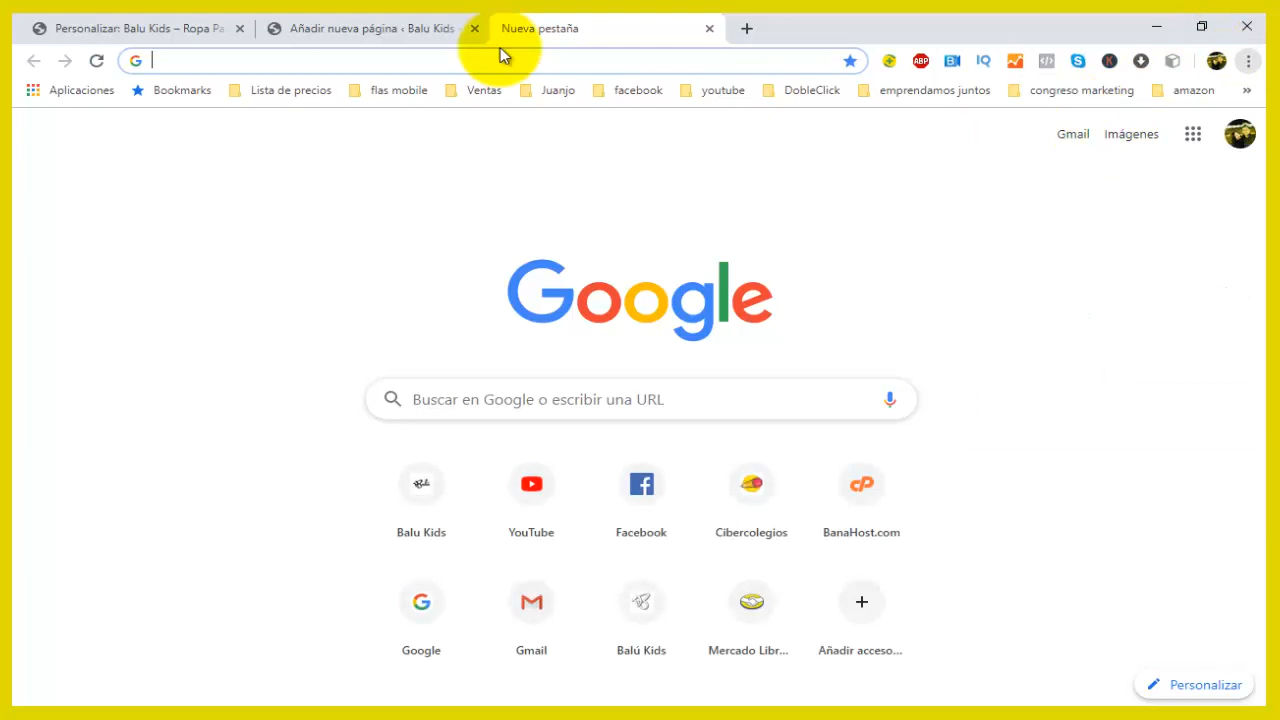 Personalizar: Balu Kids – Ropa Pa
Añadir nueva página ‹ Balu Kids
Nueva pestaña
ABP
IQ
Aplicaciones
Bookmarks
Lista de precios
flas mobile
Ventas
Juanjo
facebook
youtube
DobleClick
emprendamos juntos
congreso marketing
amazon
Gmail
Imágenes
Google
Buscar en Google o escribir una URL
Balu Kids
YouTube
Facebook
Cibercolegios
BanaHost.com
Google
Gmail
Balú Kids
Mercado Libr...
Añadir acceso...
Personalizar